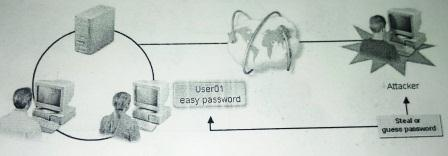 User01
easy password
Attacker
Steal or
guess password